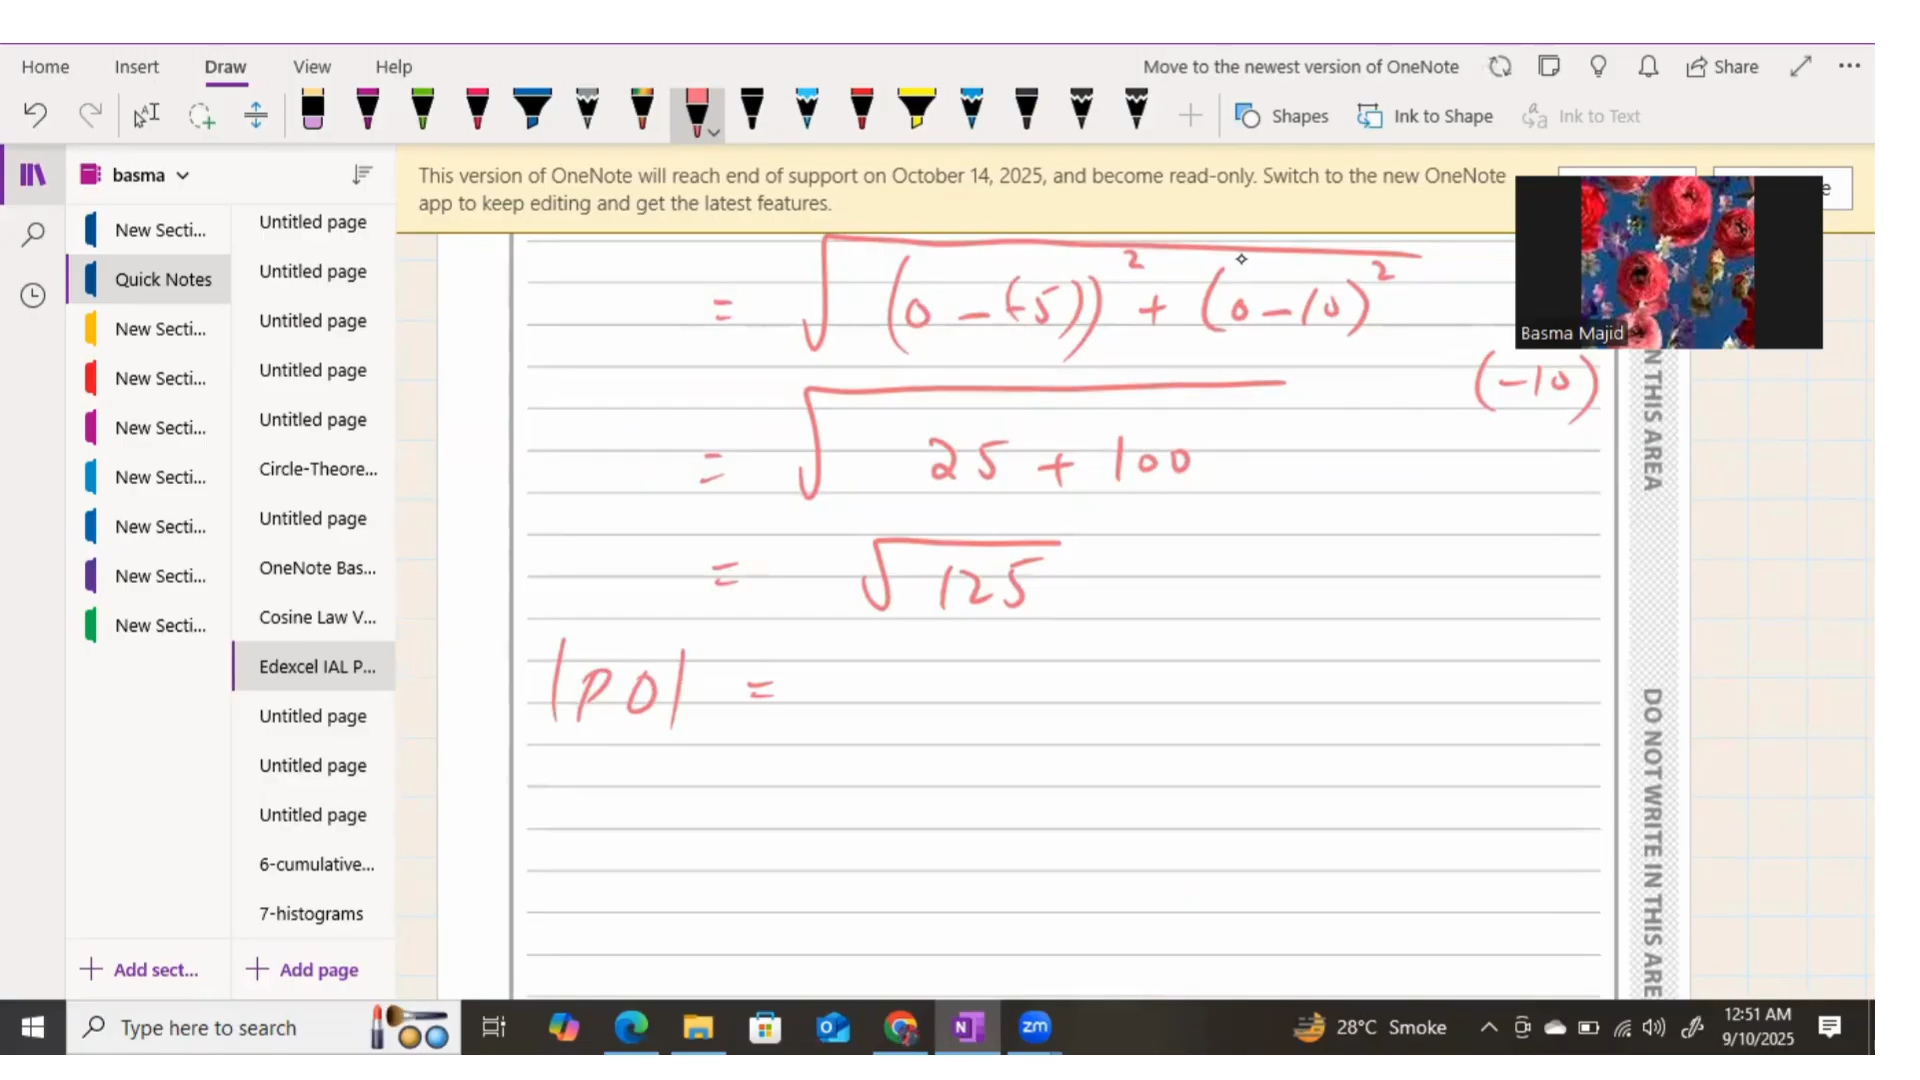 Home Insert Draw View Help Move to the newest version of OneNote Share
Shapes Ink to Shape Ink to Text
basma
This version of OneNote will reach end of support on October 14, 2025, and become read-only. Switch to the new OneNote
app to keep editing and get the latest features.
e
New Secti...
Quick Notes
New Secti...
New Secti...
New Secti...
New Secti...
New Secti...
New Secti...
New Secti...
Add sect...
Untitled page
Untitled page
Untitled page
Untitled page
Untitled page
Circle-Theore...
Untitled page
OneNote Bas...
Cosine Law V...
Edexcel IAL P...
Untitled page
Untitled page
Untitled page
6-cumulative...
7-histograms
Add page
= √(0 - (-5))² + (0 - 10)²
(-10)
= √25 + 100
= √125
|PO| =
Basma Majid
N THIS AREA
DO NOT WRITE IN THIS ARE
Type here to search
zm
28°C Smoke
12:51 AM
9/10/2025